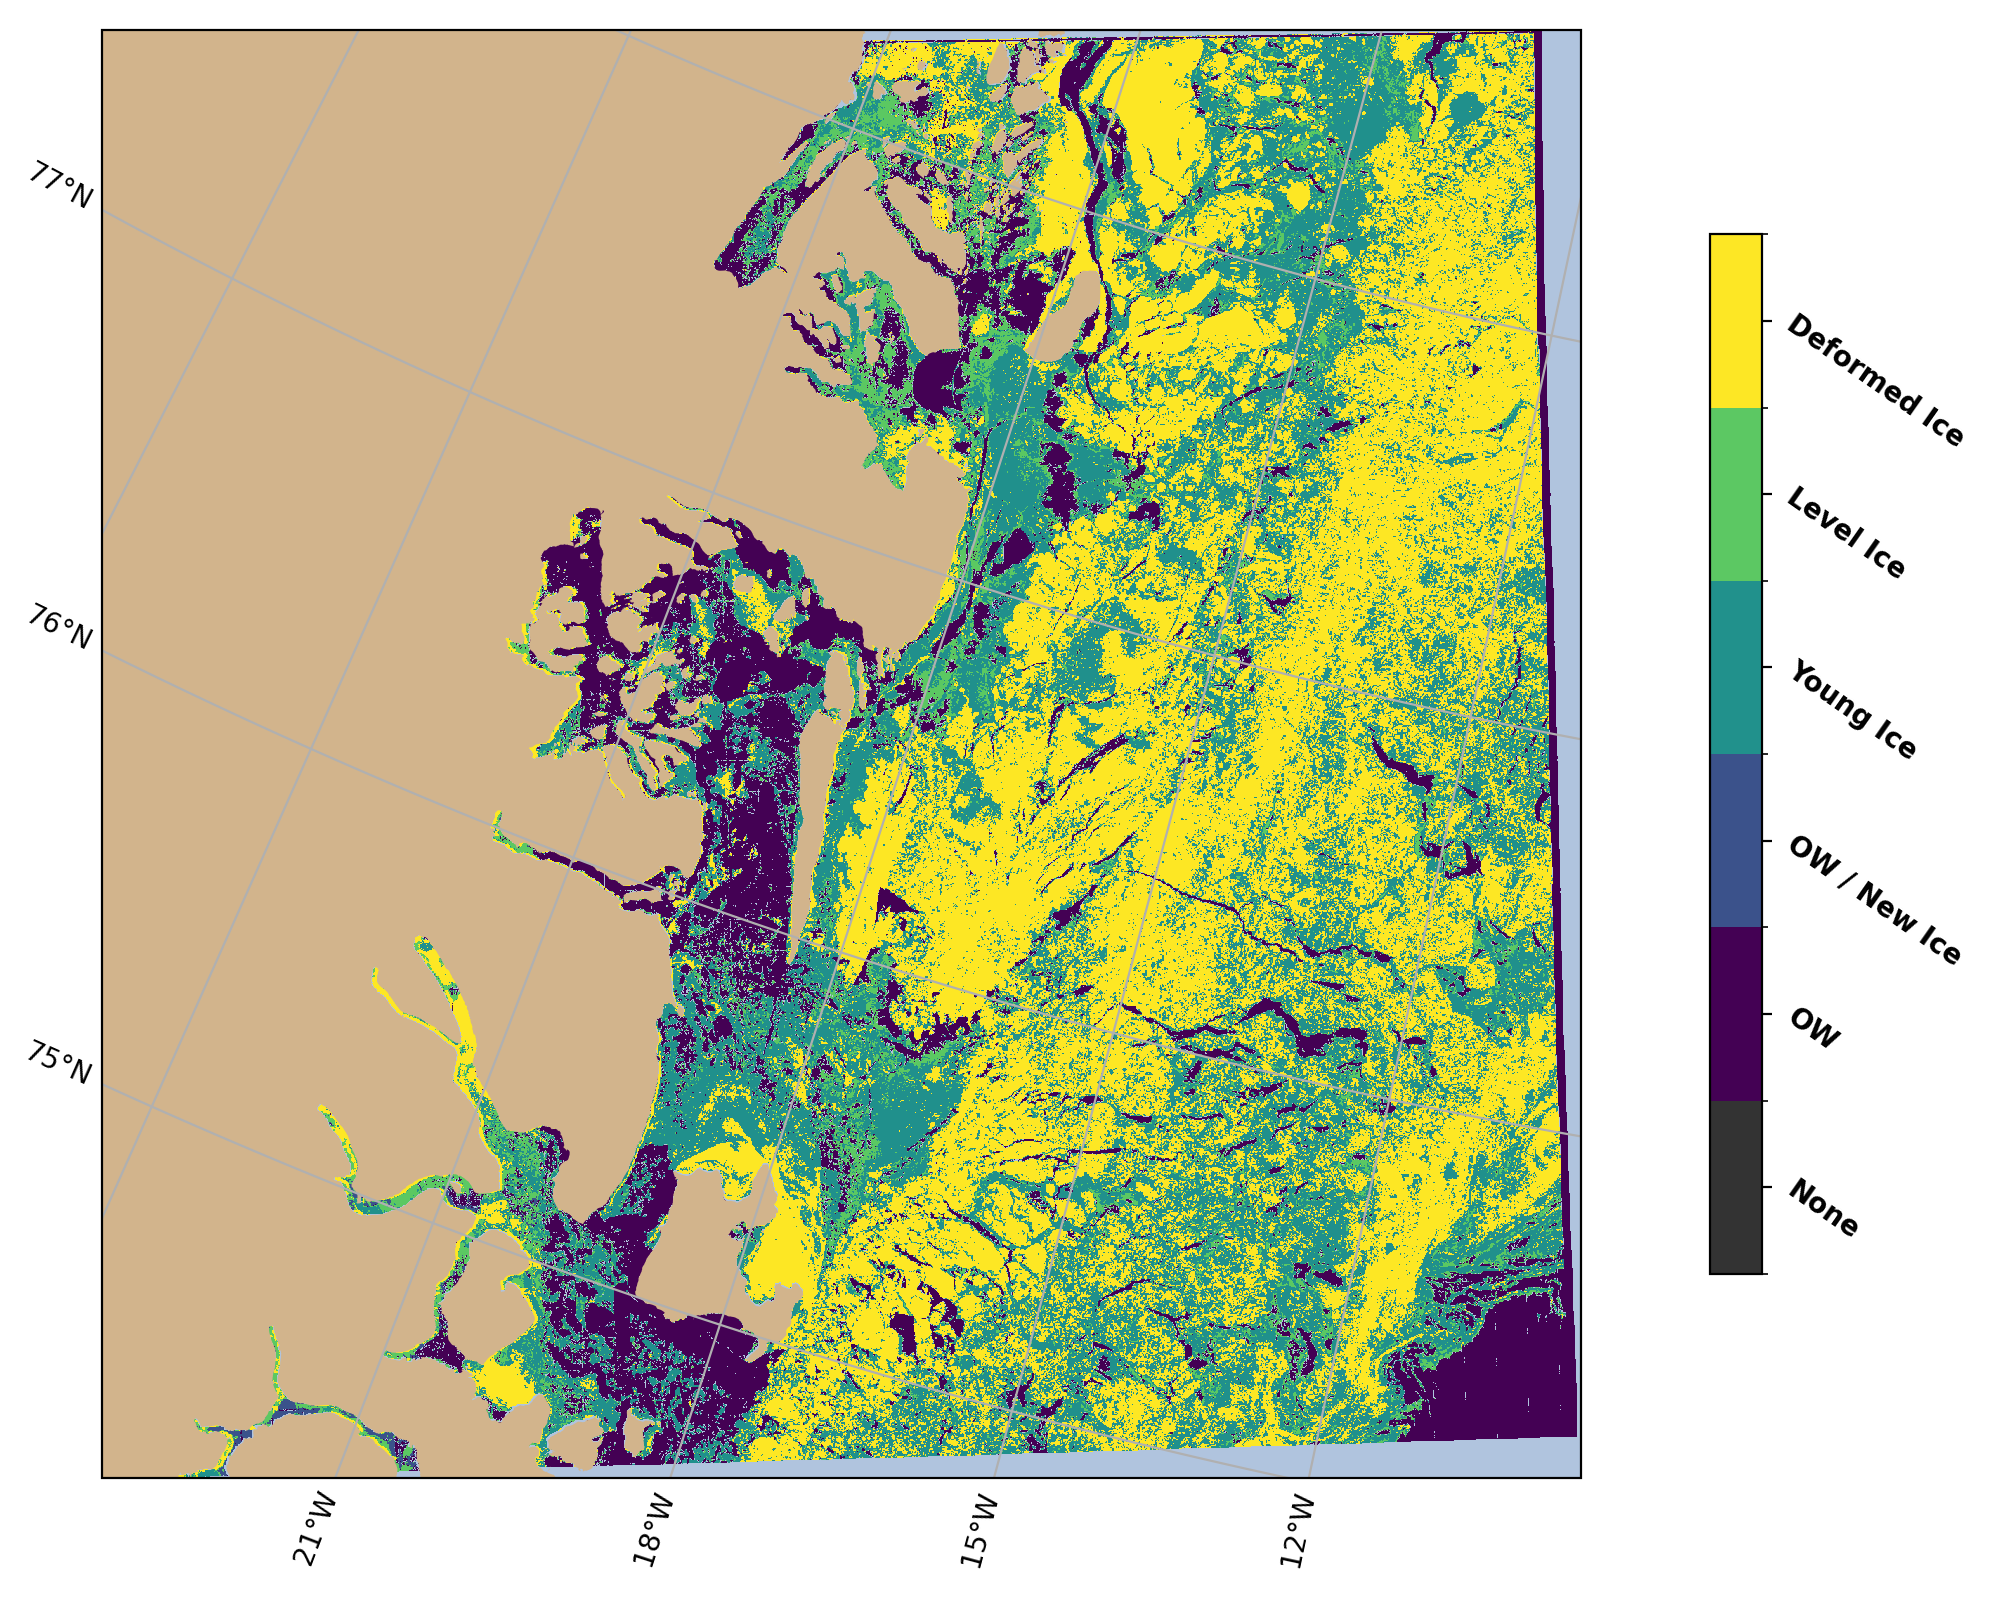 77°N
76°N
75°N
21°W
18°W
15°W
12°W
Deformed Ice
Level Ice
Young Ice
OW / New Ice
OW
None